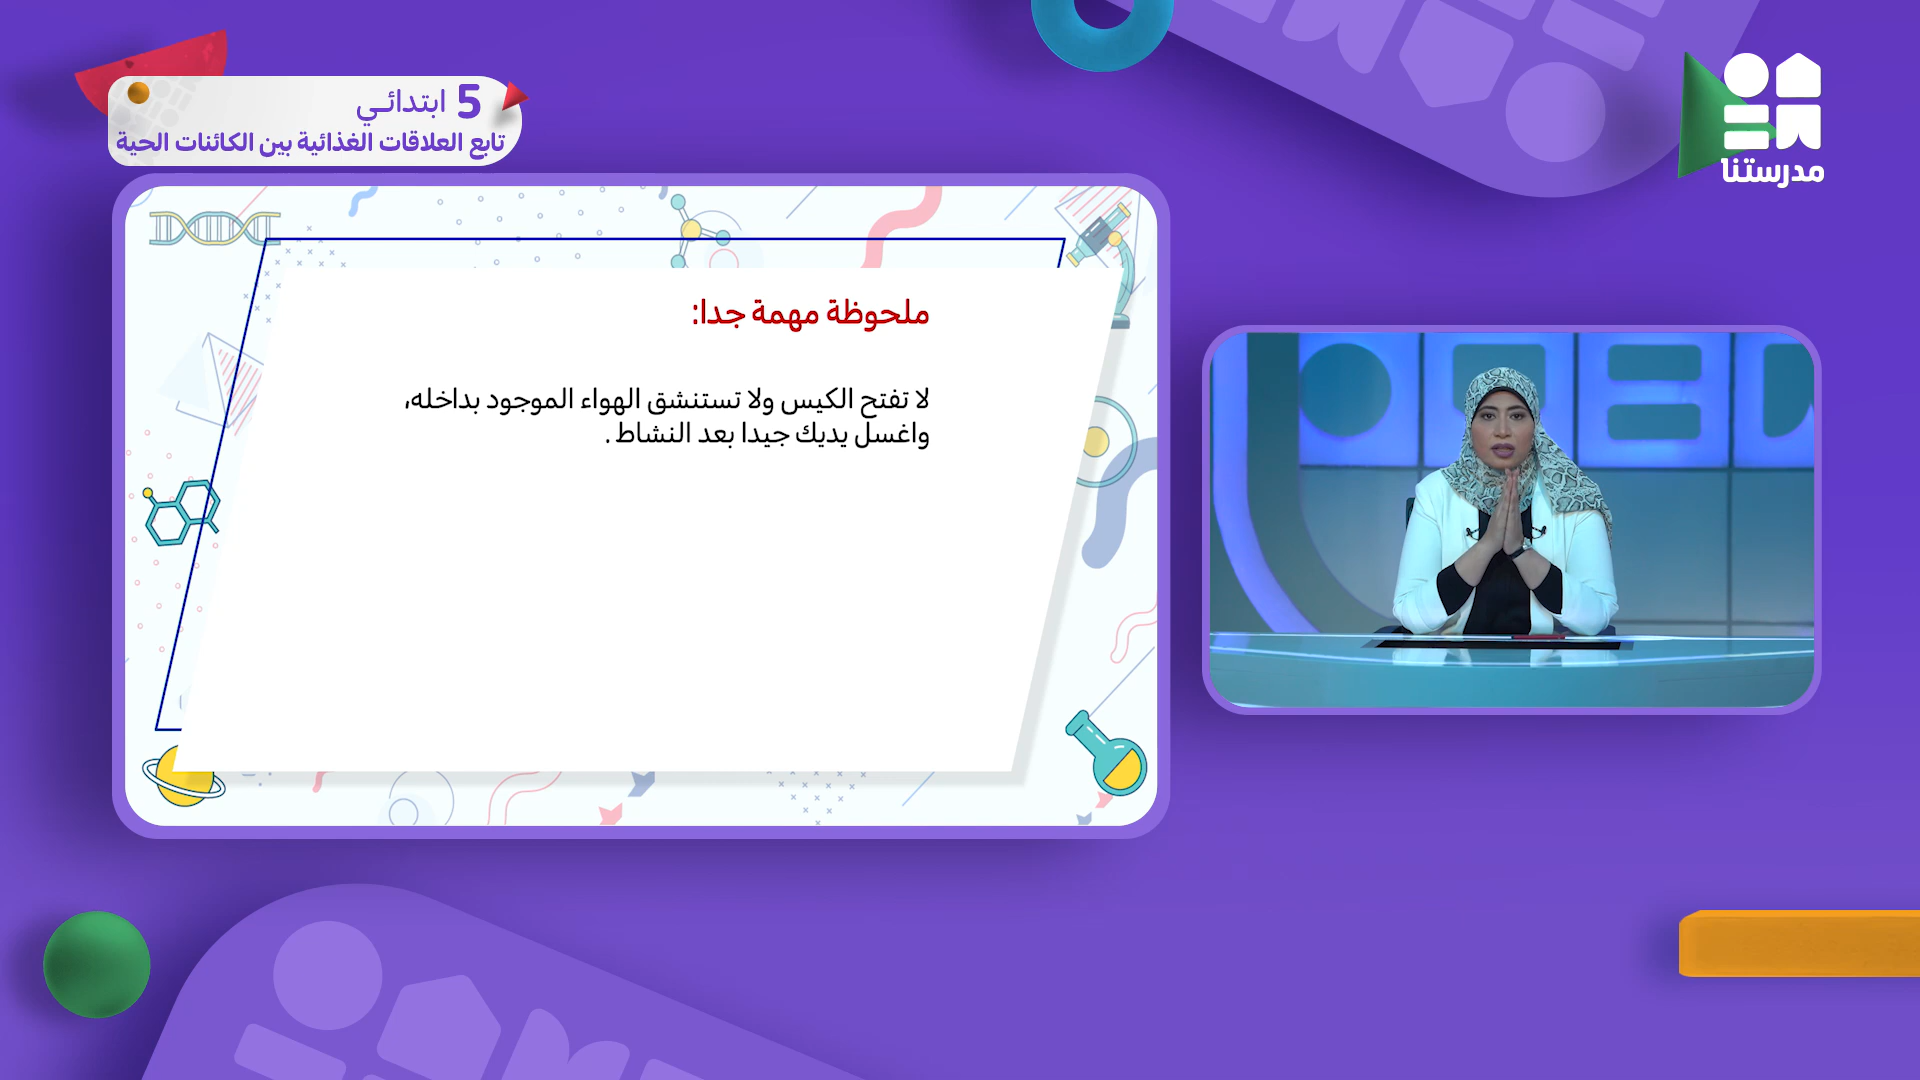 5 ابتدائي
تابع العلاقات الغذائية بين الكائنات الحية
مدرستنا
ملحوظة مهمة جدا:
لا تفتح الكيس ولا تستنشق الهواء الموجود بداخله،
واغسل يديك جيدا بعد النشاط .